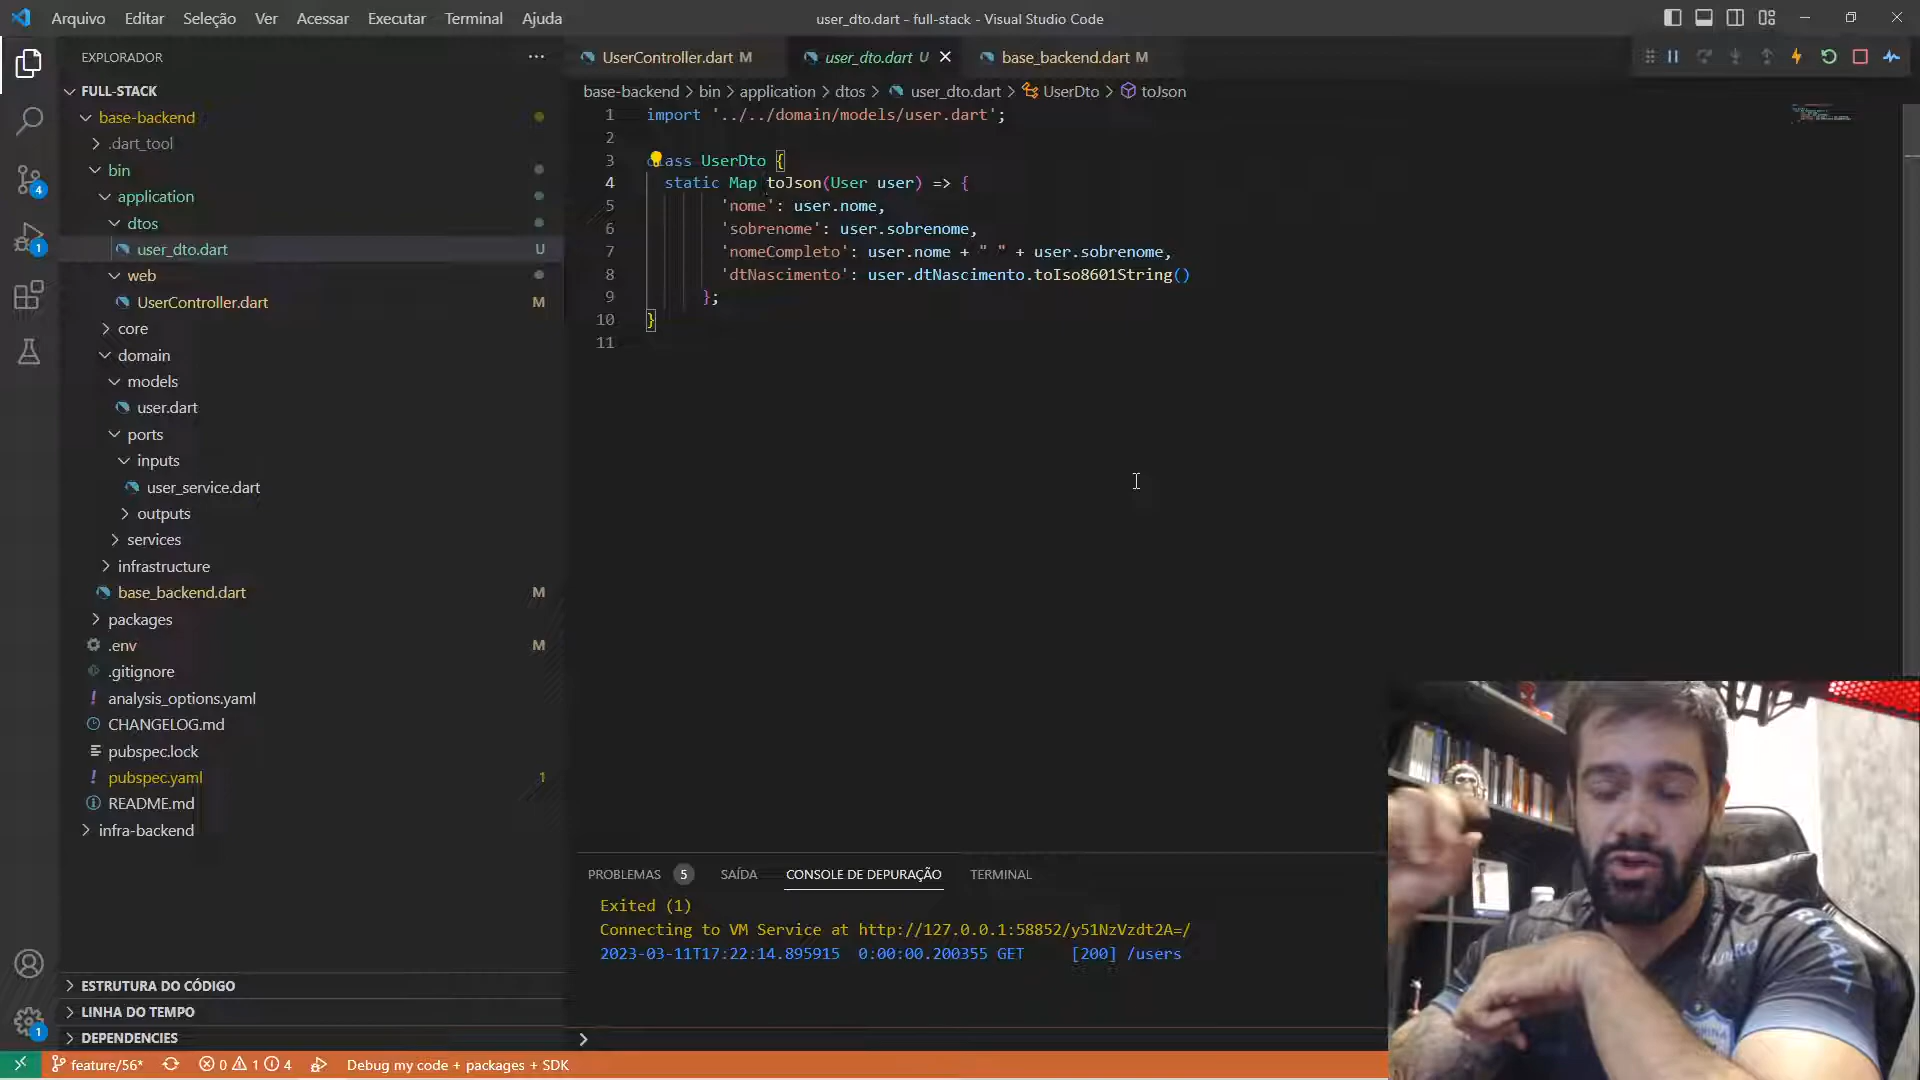 Arquivo Editar Seleção Ver Acessar Executar Terminal Ajuda
user_dto.dart - full-stack - Visual Studio Code
EXPLORADOR
FULL-STACK
base-backend
.dart_tool
bin
application
dtos
user_dto.dart U
web
UserController.dart M
core
domain
models
user.dart
ports
inputs
user_service.dart
outputs
services
infrastructure
base_backend.dart M
packages
.env M
.gitignore
analysis_options.yaml
CHANGELOG.md
pubspec.lock
pubspec.yaml 1
README.md
infra-backend
ESTRUTURA DO CÓDIGO
LINHA DO TEMPO
DEPENDENCIES
4
1
1
UserController.dart M user_dto.dart U base_backend.dart M
base-backend > bin > application > dtos > user_dto.dart > UserDto > toJson
1 import '../../domain/models/user.dart';
2
3 class UserDto {
4 static Map toJson(User user) => {
5 'nome': user.nome,
6 'sobrenome': user.sobrenome,
7 'nomeCompleto': user.nome + " " + user.sobrenome,
8 'dtNascimento': user.dtNascimento.toIso8601String()
9 };
10 }
11
PROBLEMAS 5 SAÍDA CONSOLE DE DEPURAÇÃO TERMINAL
Exited (1)
Connecting to VM Service at http://127.0.0.1:58852/y51NzVzdt2A=/
2023-03-11T17:22:14.895915 0:00:00.200355 GET [200] /users
feature/56* 0 1 4 Debug my code + packages + SDK